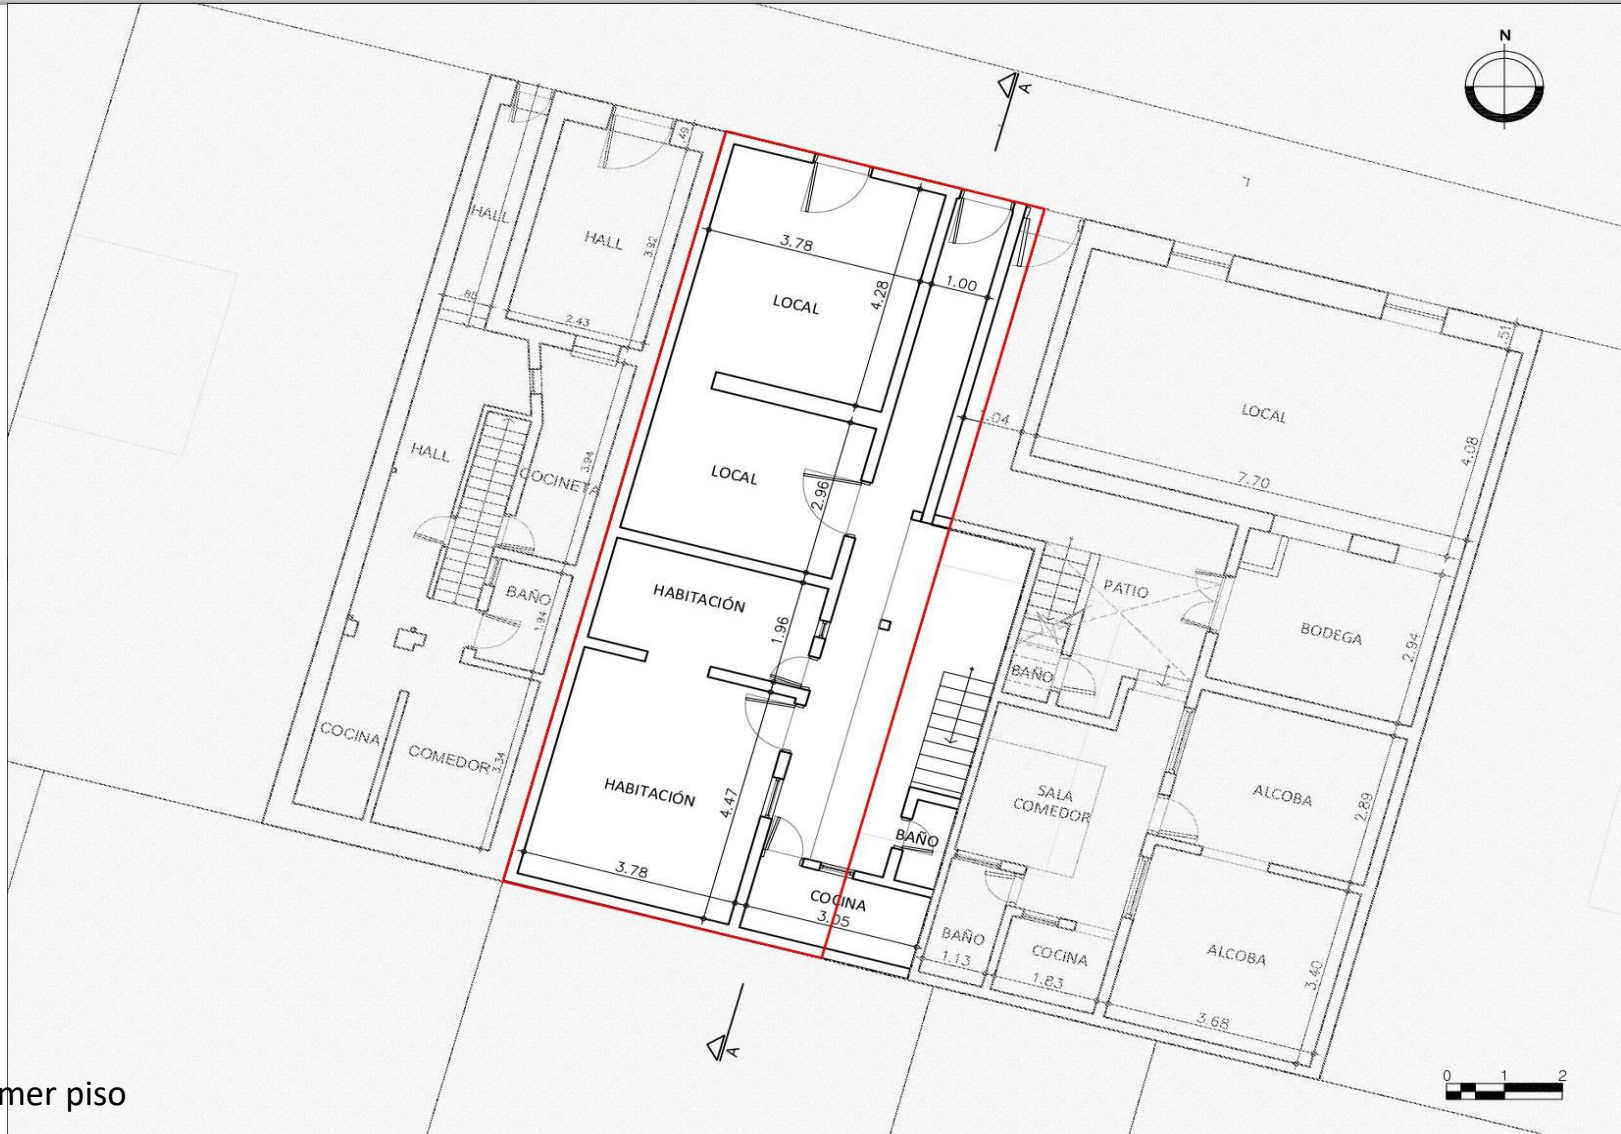 N
A
L
.49
HALL
HALL
3.92
3.78
1.00
4.28
LOCAL
.85
2.43
.51
1.04
LOCAL
4.08
7.70
HALL
COCINETA
3.94
LOCAL
2.96
BAÑO
1.94
HABITACIÓN
1.96
PATIO
BODEGA
2.94
BAÑO
COCINA
COMEDOR
3.34
HABITACIÓN
4.47
3.78
SALA
COMEDOR
ALCOBA
2.89
BAÑO
COCINA
3.05
BAÑO
1.13
COCINA
1.83
ALCOBA
3.40
3.68
A
0 1 2
mer piso